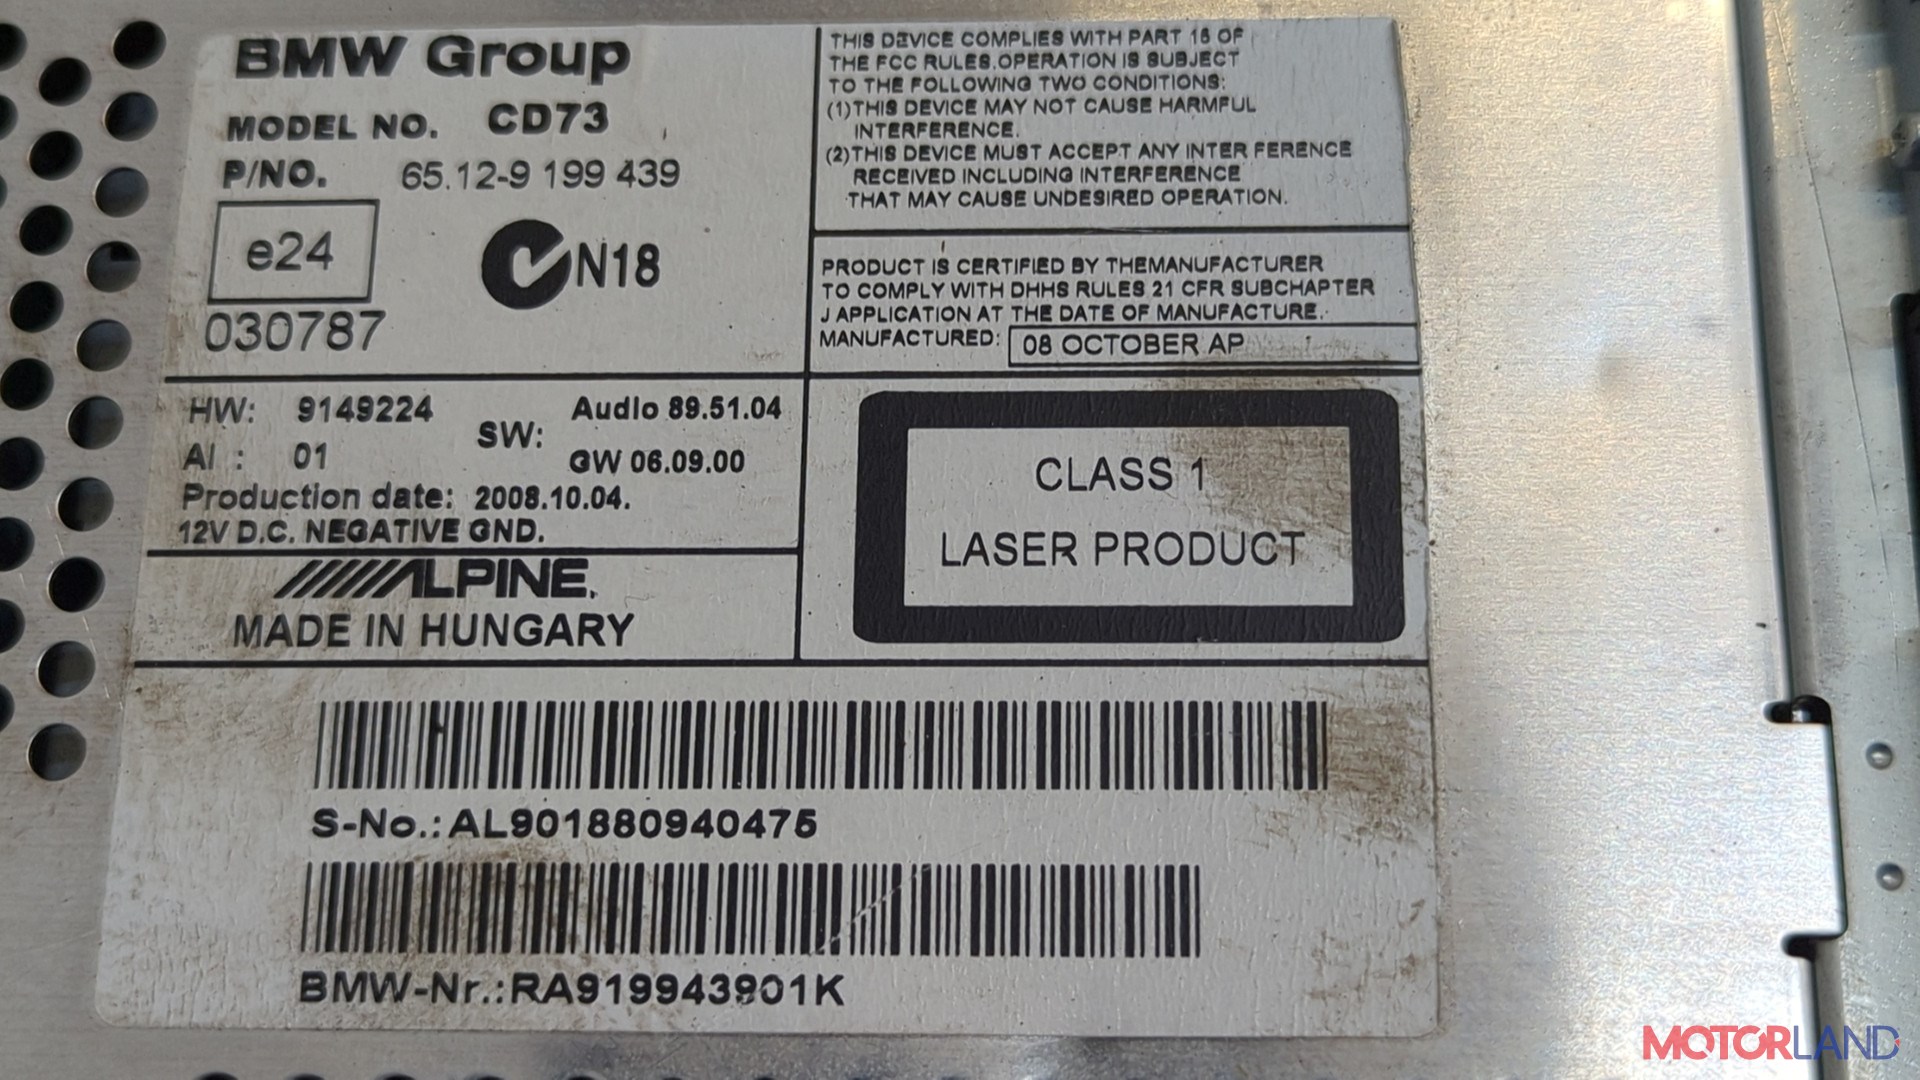 BMW Group
MODEL NO. CD73
P/NO. 65.12-9 199 439
e24
N18
030787
THIS DEVICE COMPLIES WITH PART 15 OF
THE FCC RULES.OPERATION IS SUBJECT
TO THE FOLLOWING TWO CONDITIONS:
(1)THIS DEVICE MAY NOT CAUSE HARMFUL
INTERFERENCE.
(2)THIS DEVICE MUST ACCEPT ANY INTER FERENCE
RECEIVED INCLUDING INTERFERENCE
THAT MAY CAUSE UNDESIRED OPERATION.
PRODUCT IS CERTIFIED BY THEMANUFACTURER
TO COMPLY WITH DHHS RULES 21 CFR SUBCHAPTER
J APPLICATION AT THE DATE OF MANUFACTURE.
MANUFACTURED: 08 OCTOBER AP
HW: 9149224
AI : 01
SW: Audio 89.51.04
GW 06.09.00
Production date: 2008.10.04.
12V D.C. NEGATIVE GND.
ALPINE.
MADE IN HUNGARY
CLASS 1
LASER PRODUCT
S-No.:AL901880940475
BMW-Nr.:RA919943901K
MOTORLAND